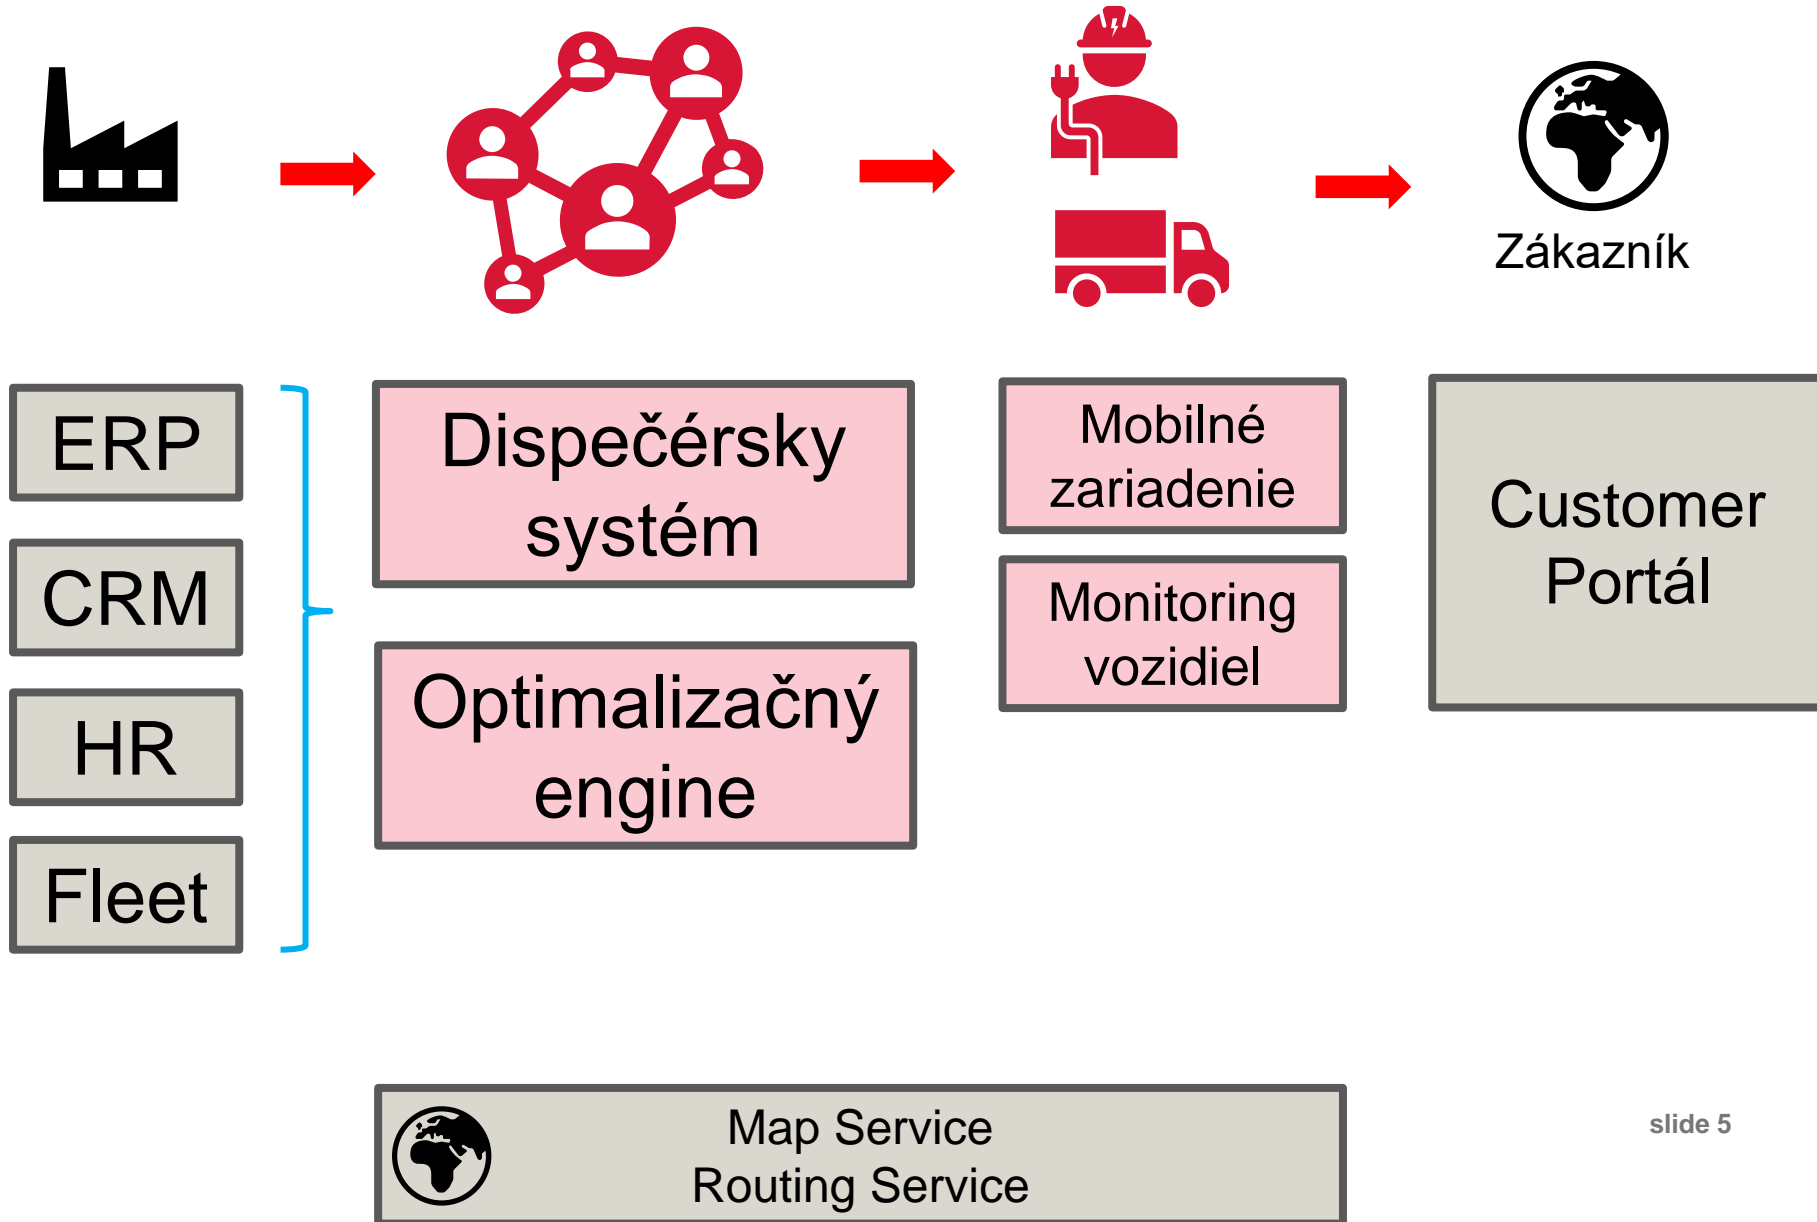 Zákazník
ERP
CRM
HR
Fleet
Dispečérsky
systém
Optimalizačný
engine
Mobilné
zariadenie
Monitoring
vozidiel
Customer
Portál
Map Service
Routing Service
slide 5